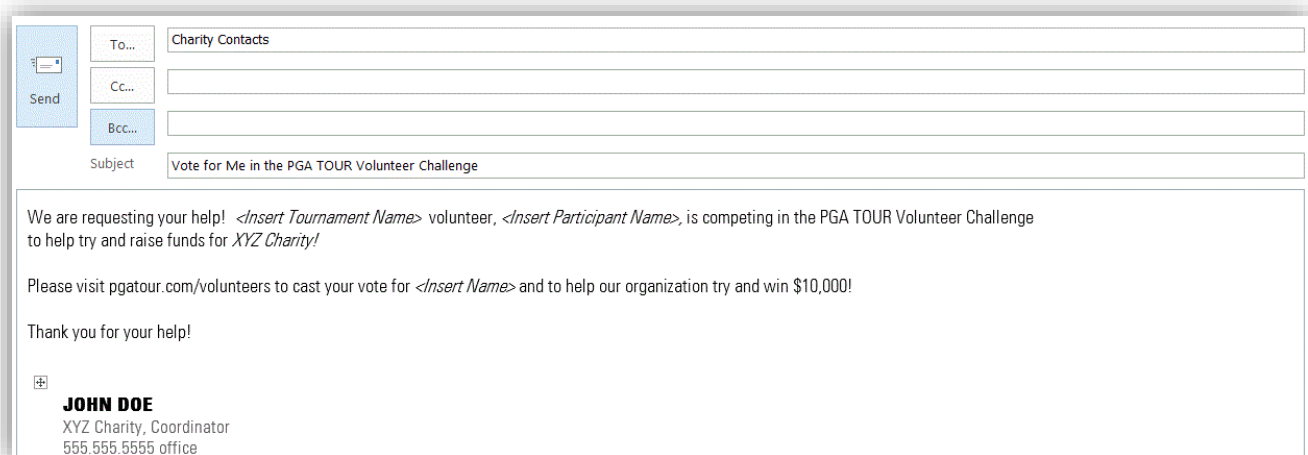 To...
Charity Contacts
Cc...
Send
Bcc...
Subject
Vote for Me in the PGA TOUR Volunteer Challenge
We are requesting your help! <Insert Tournament Name> volunteer, <Insert Participant Name>, is competing in the PGA TOUR Volunteer Challenge
to help try and raise funds for XYZ Charity!
Please visit pgatour.com/volunteers to cast your vote for <Insert Name> and to help our organization try and win $10,000!
Thank you for your help!
JOHN DOE
XYZ Charity, Coordinator
555.555.5555 office